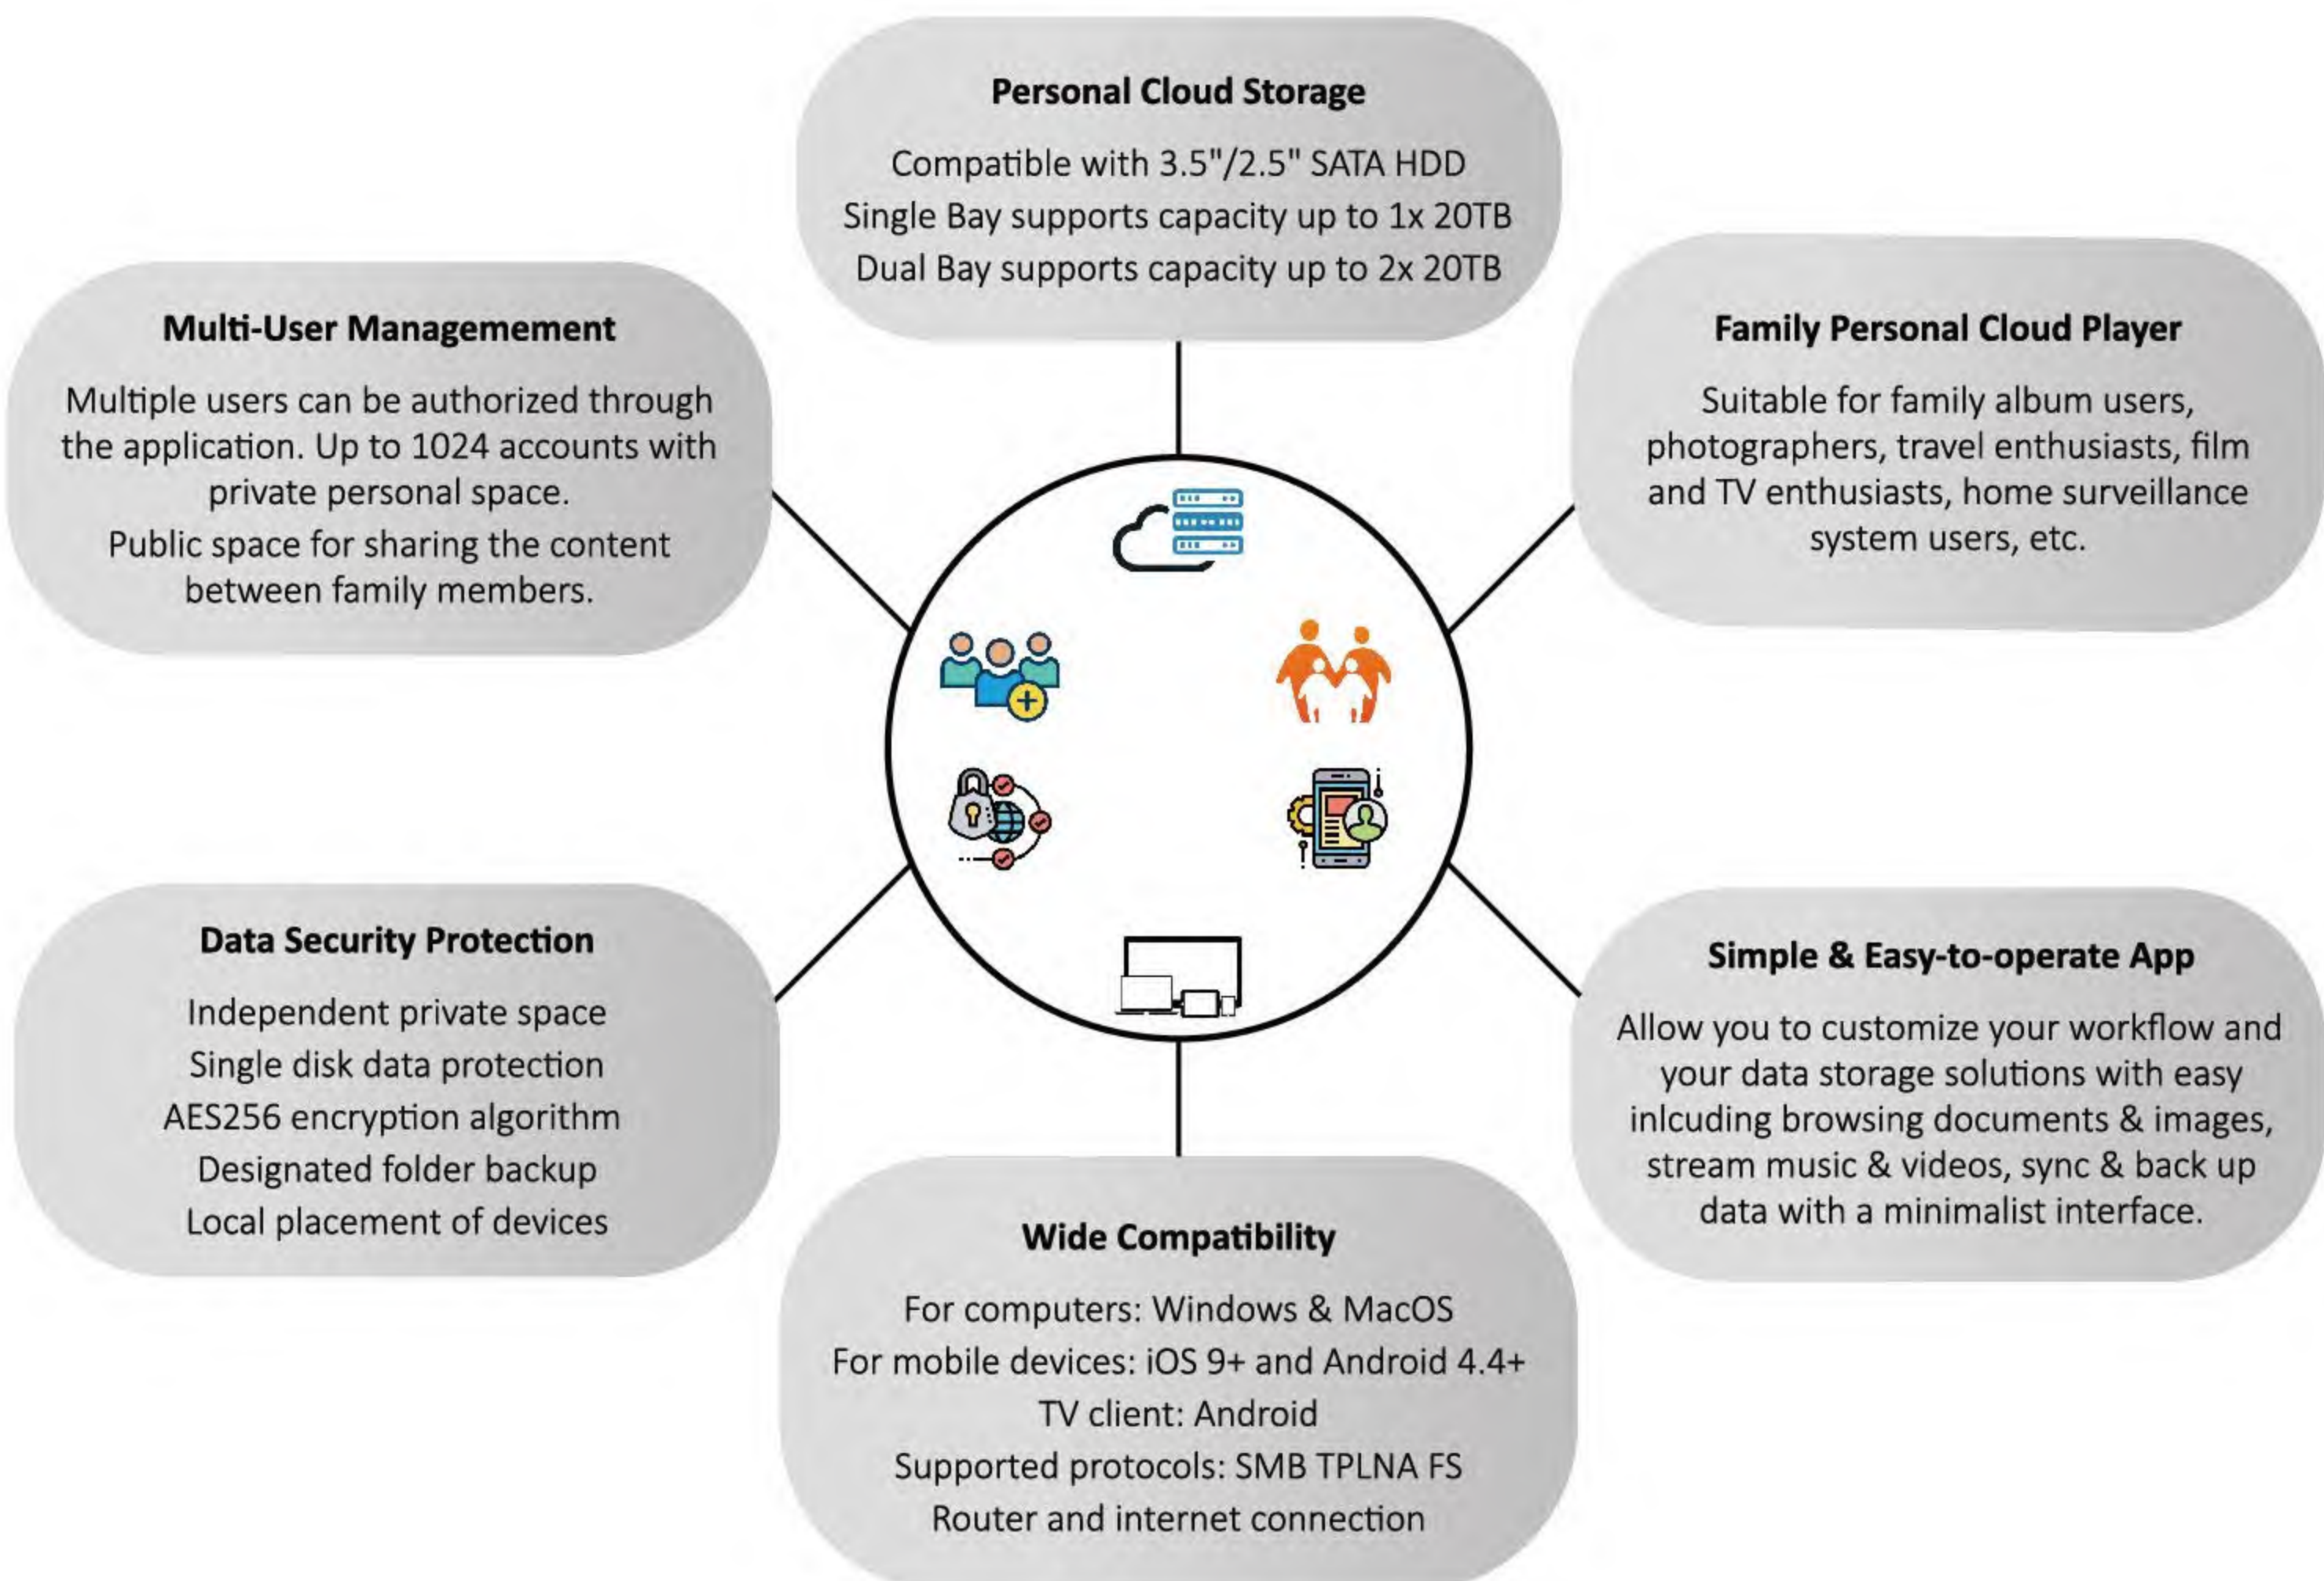 Personal Cloud Storage
Compatible with 3.5"/2.5" SATA HDD
Single Bay supports capacity up to 1x 20TB
Dual Bay supports capacity up to 2x 20TB
Multi-User Managemement
Multiple users can be authorized through
the application. Up to 1024 accounts with
private personal space.
Public space for sharing the content
between family members.
Family Personal Cloud Player
Suitable for family album users,
photographers, travel enthusiasts, film
and TV enthusiasts, home surveillance
system users, etc.
Data Security Protection
Independent private space
Single disk data protection
AES256 encryption algorithm
Designated folder backup
Local placement of devices
Simple & Easy-to-operate App
Allow you to customize your workflow and
your data storage solutions with easy
inlcuding browsing documents & images,
stream music & videos, sync & back up
data with a minimalist interface.
Wide Compatibility
For computers: Windows & MacOS
For mobile devices: iOS 9+ and Android 4.4+
TV client: Android
Supported protocols: SMB TPLNA FS
Router and internet connection